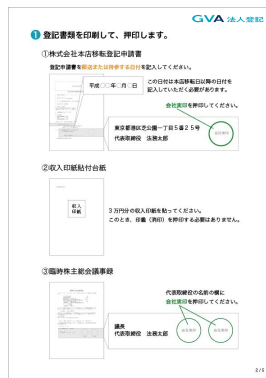 GVA 法人登記
❶ 登記書類を印刷して、押印します。
①株式会社本店移転登記申請書
登記申請書を郵送または持参する日付を記入してください。
平成○○年○月○日
この日付は本店移転日以降の日付を
記入していただく必要があります。
会社実印を押印してください。
東京都港区芝公園一丁目５番２５号
代表取締役 法務太郎
会社実印
②収入印紙貼付台紙
収入
印紙
３万円分の収入印紙を貼ってください。
このとき、印鑑（消印）を押印する必要はありません。
③臨時株主総会議事録
代表取締役の名前の欄に
会社実印を押印してください。
議長
代表取締役 法務太郎
会社実印
会社実印
2/5